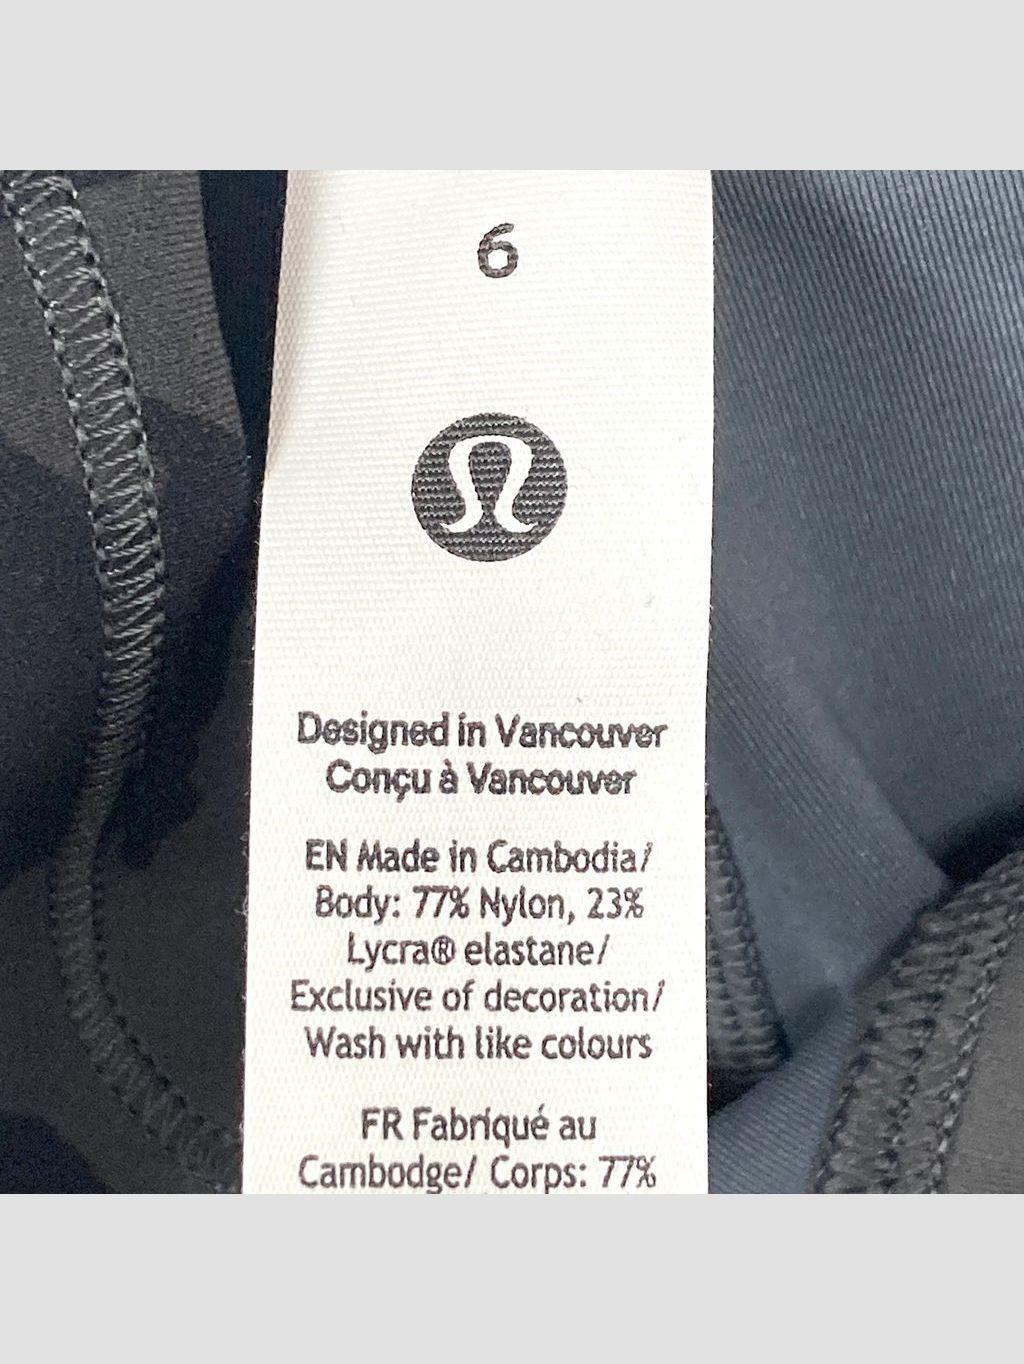 6
Designed in Vancouver
Conçu à Vancouver
EN Made in Cambodia/
Body: 77% Nylon, 23%
Lycra® elastane/
Exclusive of decoration/
Wash with like colours
FR Fabriqué au
Cambodge/ Corps: 77%